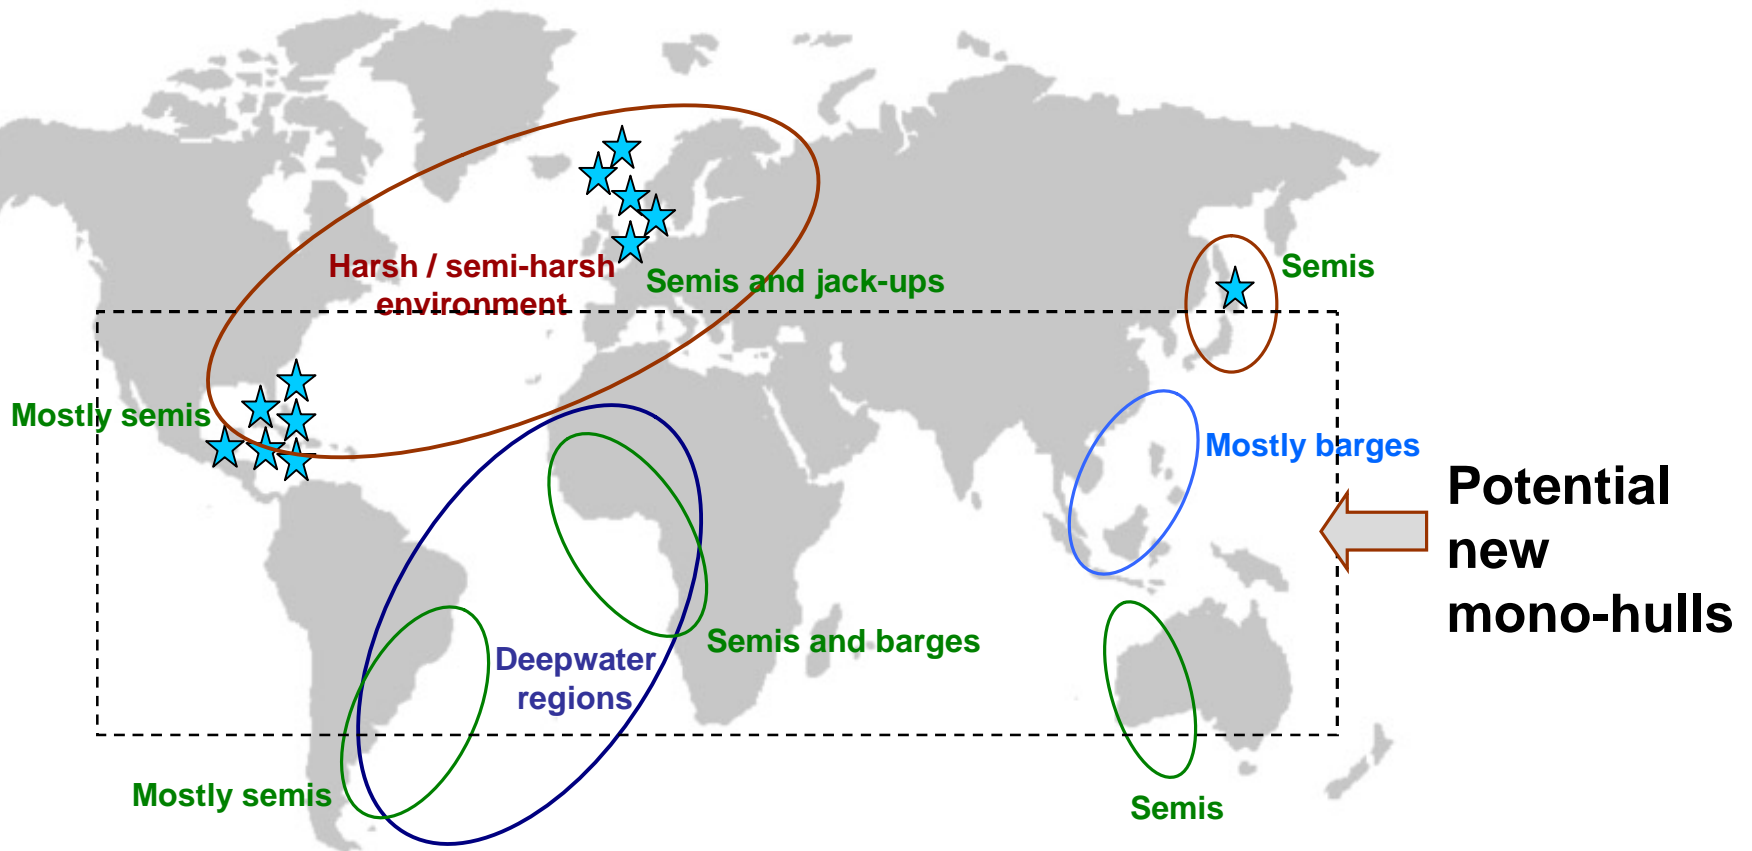 Harsh / semi-harsh
environment
Semis and jack-ups
Semis
Mostly semis
Mostly barges
Potential
new
mono-hulls
Semis and barges
Deepwater
regions
Mostly semis
Semis